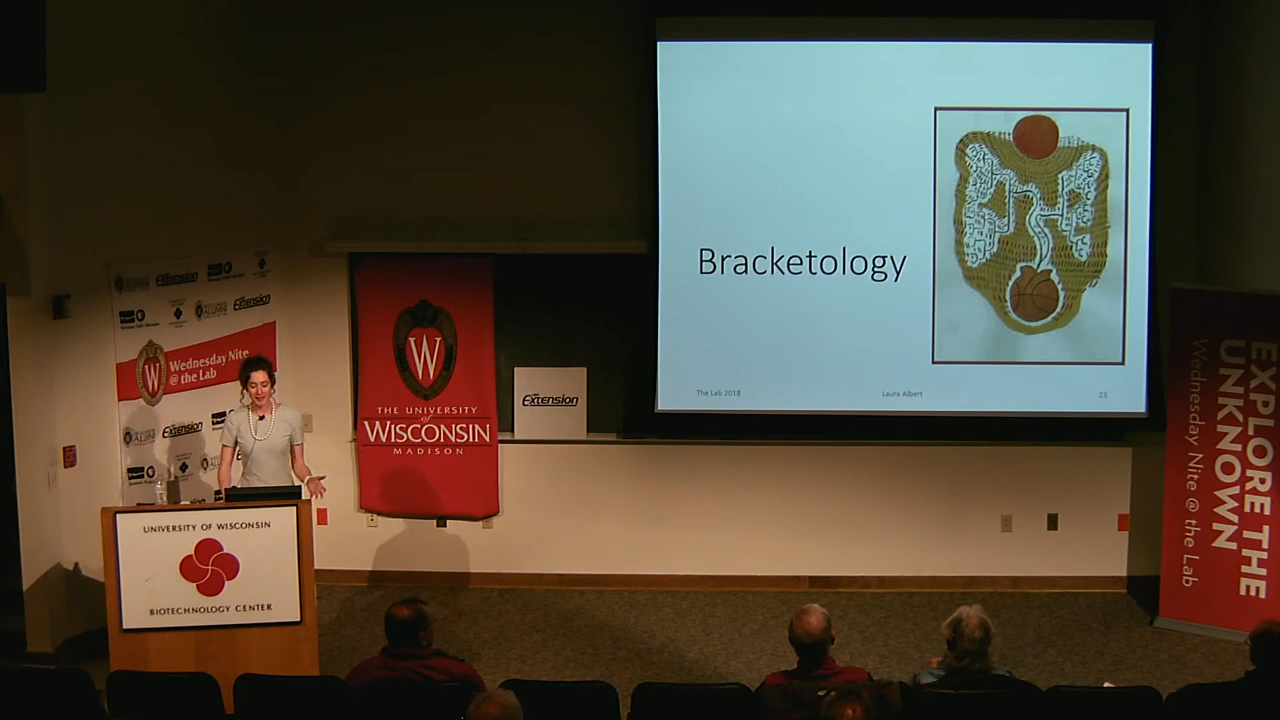 Bracketology
The Lab 2018
Laura Albert
23
Extension
Extension
Wednesday Nite
@ the Lab
W
THE UNIVERSITY
of
WISCONSIN
MADISON
Extension
Extension
UNIVERSITY OF WISCONSIN
BIOTECHNOLOGY CENTER
EXPLORE THE
UNKNOWN
Wednesday Nite @ the Lab